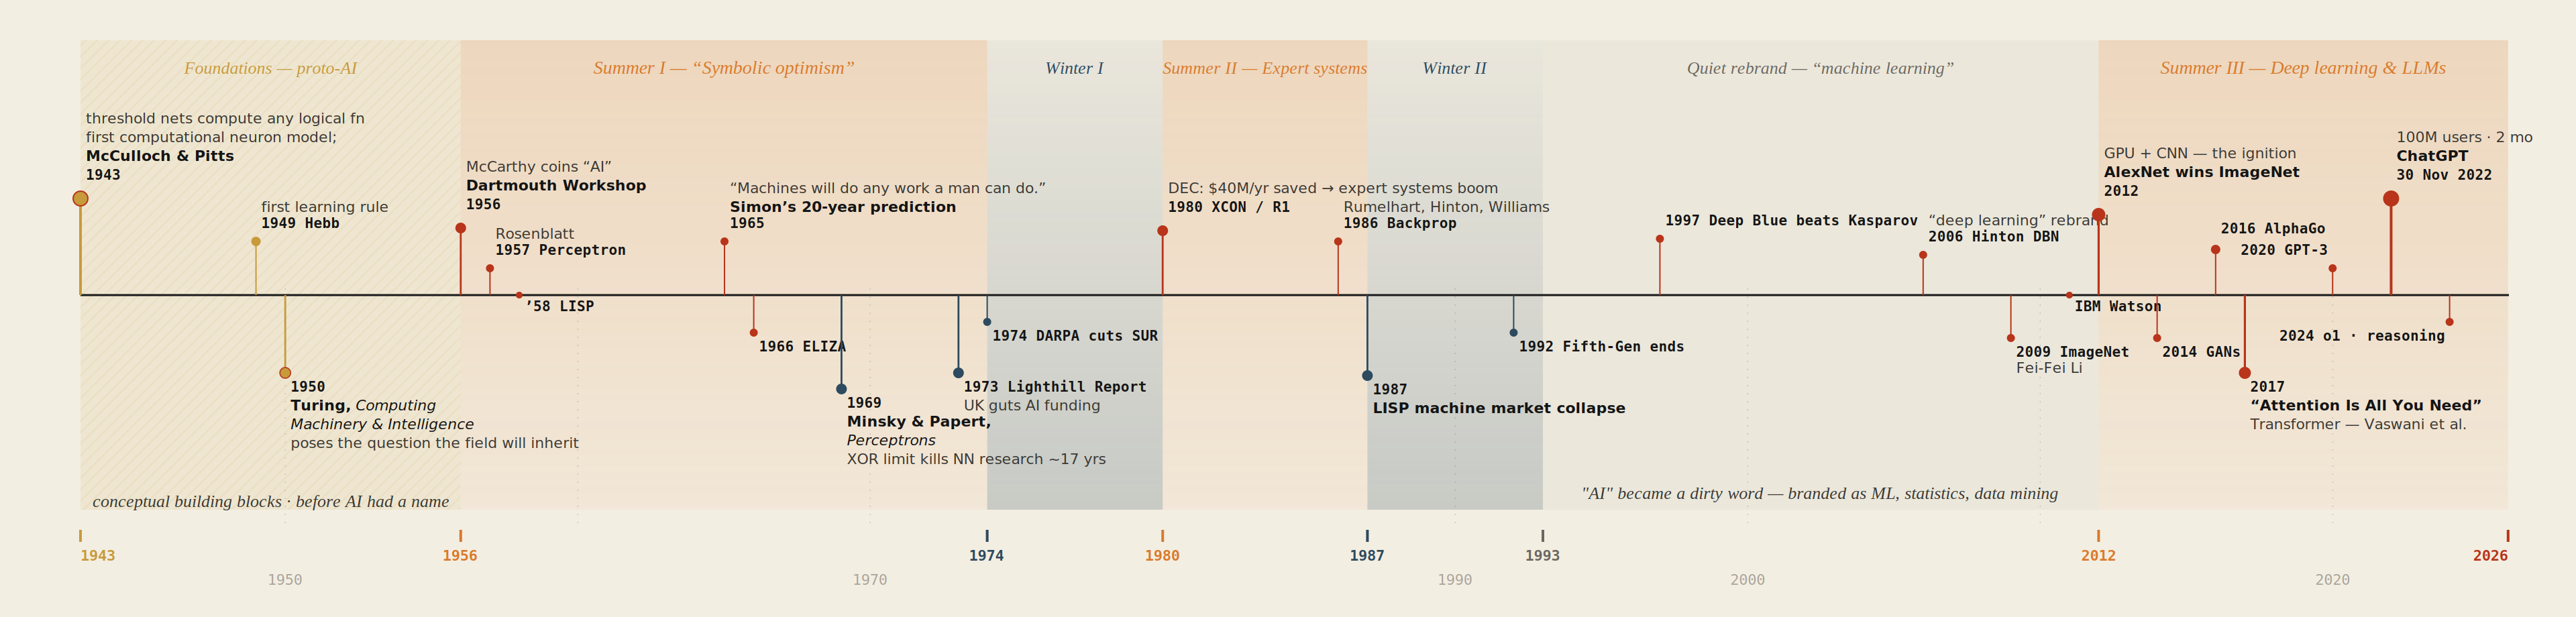 Foundations — proto-AI
Summer I — “Symbolic optimism”
Winter I
Summer II — Expert systems
Winter II
Quiet rebrand — “machine learning”
Summer III — Deep learning & LLMs
threshold nets compute any logical fn
first computational neuron model;
McCulloch & Pitts
1943
first learning rule
1949 Hebb
McCarthy coins “AI”
Dartmouth Workshop
1956
Rosenblatt
1957 Perceptron
“Machines will do any work a man can do.”
Simon’s 20-year prediction
1965
DEC: $40M/yr saved → expert systems boom
1980 XCON / R1
Rumelhart, Hinton, Williams
1986 Backprop
1997 Deep Blue beats Kasparov
“deep learning” rebrand
2006 Hinton DBN
GPU + CNN — the ignition
AlexNet wins ImageNet
2012
2016 AlphaGo
2020 GPT-3
100M users · 2 mo
ChatGPT
30 Nov 2022
’58 LISP
1950
Turing, Computing
Machinery & Intelligence
poses the question the field will inherit
1966 ELIZA
1969
Minsky & Papert,
Perceptrons
XOR limit kills NN research ~17 yrs
1973 Lighthill Report
UK guts AI funding
1974 DARPA cuts SUR
1987
LISP machine market collapse
1992 Fifth-Gen ends
2009 ImageNet
Fei-Fei Li
IBM Watson
2014 GANs
2017
“Attention Is All You Need”
Transformer — Vaswani et al.
2024 o1 · reasoning
conceptual building blocks · before AI had a name
"AI" became a dirty word — branded as ML, statistics, data mining
1943
1956
1974
1980
1987
1993
2012
2026
1950
1970
1990
2000
2020